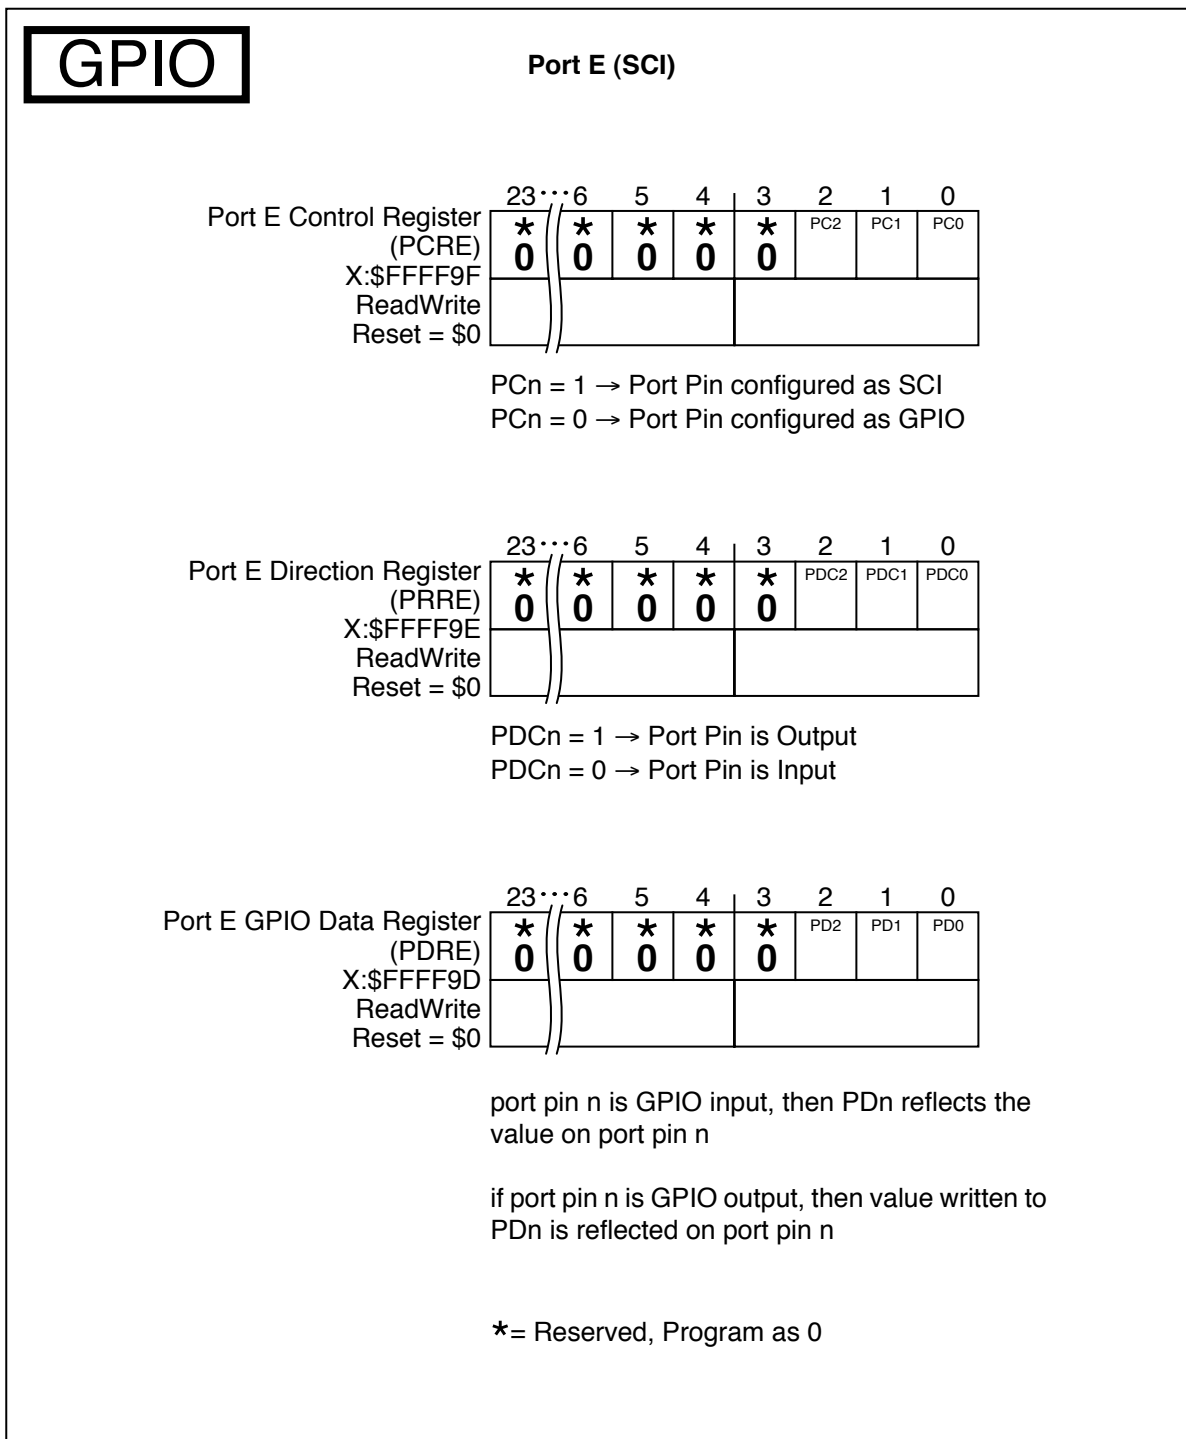 GPIO
Port E (SCI)
23 ··· 6 5 4 3 2 1 0
Port E Control Register
(PCRE)
X:$FFFF9F
ReadWrite
Reset = $0
* * * * * PC2 PC1 PC0
0 0 0 0 0
PCn = 1 → Port Pin configured as SCI
PCn = 0 → Port Pin configured as GPIO
23 ··· 6 5 4 3 2 1 0
Port E Direction Register
(PRRE)
X:$FFFF9E
ReadWrite
Reset = $0
* * * * * PDC2 PDC1 PDC0
0 0 0 0 0
PDCn = 1 → Port Pin is Output
PDCn = 0 → Port Pin is Input
23 ··· 6 5 4 3 2 1 0
Port E GPIO Data Register
(PDRE)
X:$FFFF9D
ReadWrite
Reset = $0
* * * * * PD2 PD1 PD0
0 0 0 0 0
port pin n is GPIO input, then PDn reflects the
value on port pin n
if port pin n is GPIO output, then value written to
PDn is reflected on port pin n
*= Reserved, Program as 0